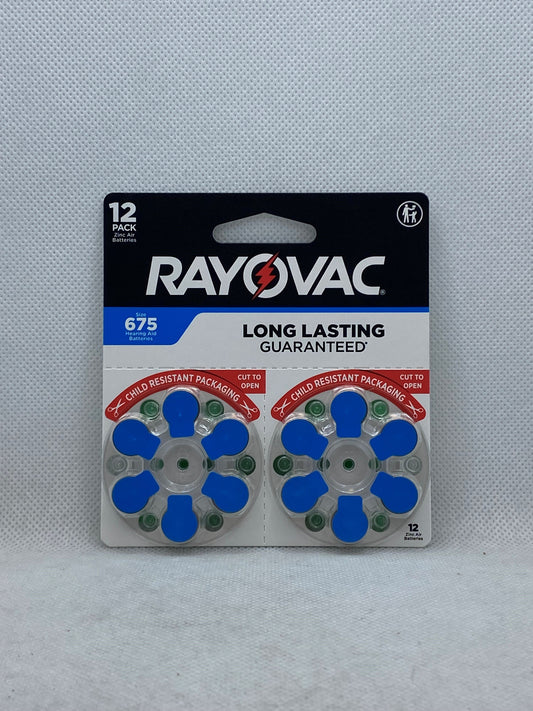 12
PACK
Zinc Air
Batteries
RAYOVAC
Size
675
Hearing Aid
Batteries
LONG LASTING
GUARANTEED*
CHILD RESISTANT PACKAGING
CUT TO
OPEN
CHILD RESISTANT PACKAGING
CUT TO
OPEN
12
Zinc Air
Batteries